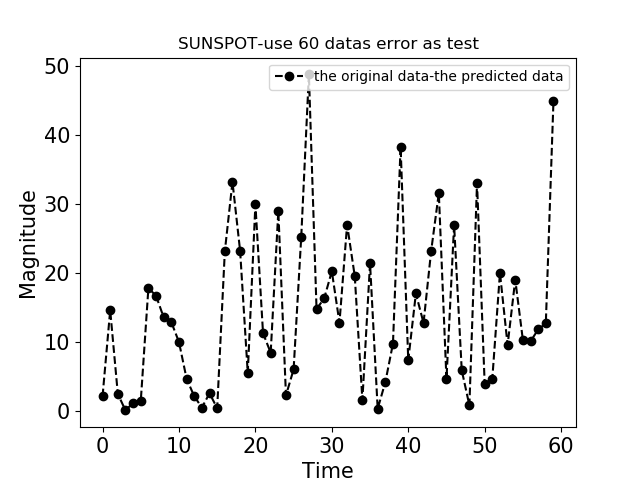 SUNSPOT-use 60 datas error as test
the original data-the predicted data
50
40
30
20
10
0
Magnitude
0 10 20 30 40 50 60
Time